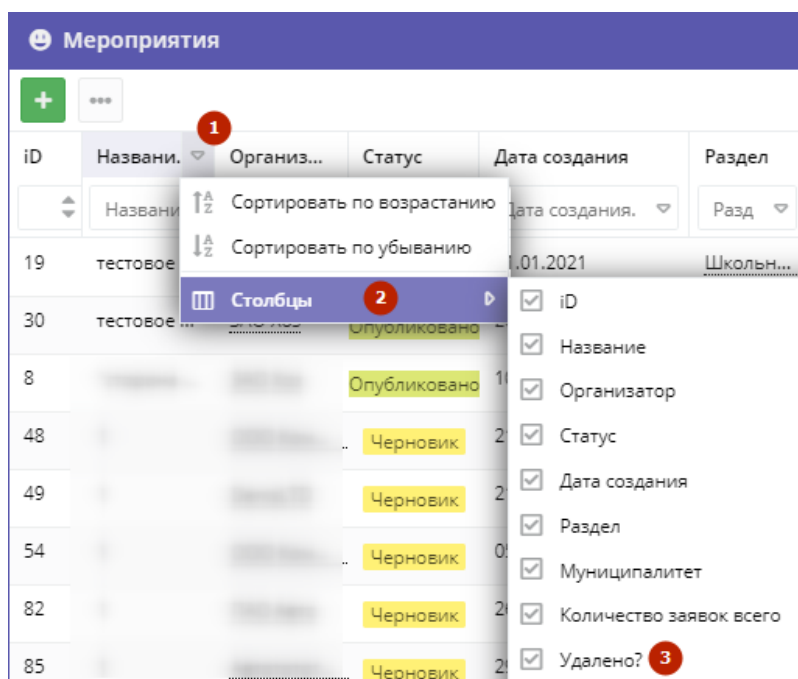 Мероприятия
1
iD Названи. Организ... Статус Дата создания Раздел
Названи Дата создания. Разд
Сортировать по возрастанию
Сортировать по убыванию
Столбцы 2
19 тестовое .01.2021 Школьн...
30 тестовое ... Опубликовано
8 Опубликовано
48 Черновик
49 Черновик
54 Черновик
82 Черновик
85 Черновик
iD
Название
Организатор
Статус
Дата создания
Раздел
Муниципалитет
Количество заявок всего
Удалено? 3